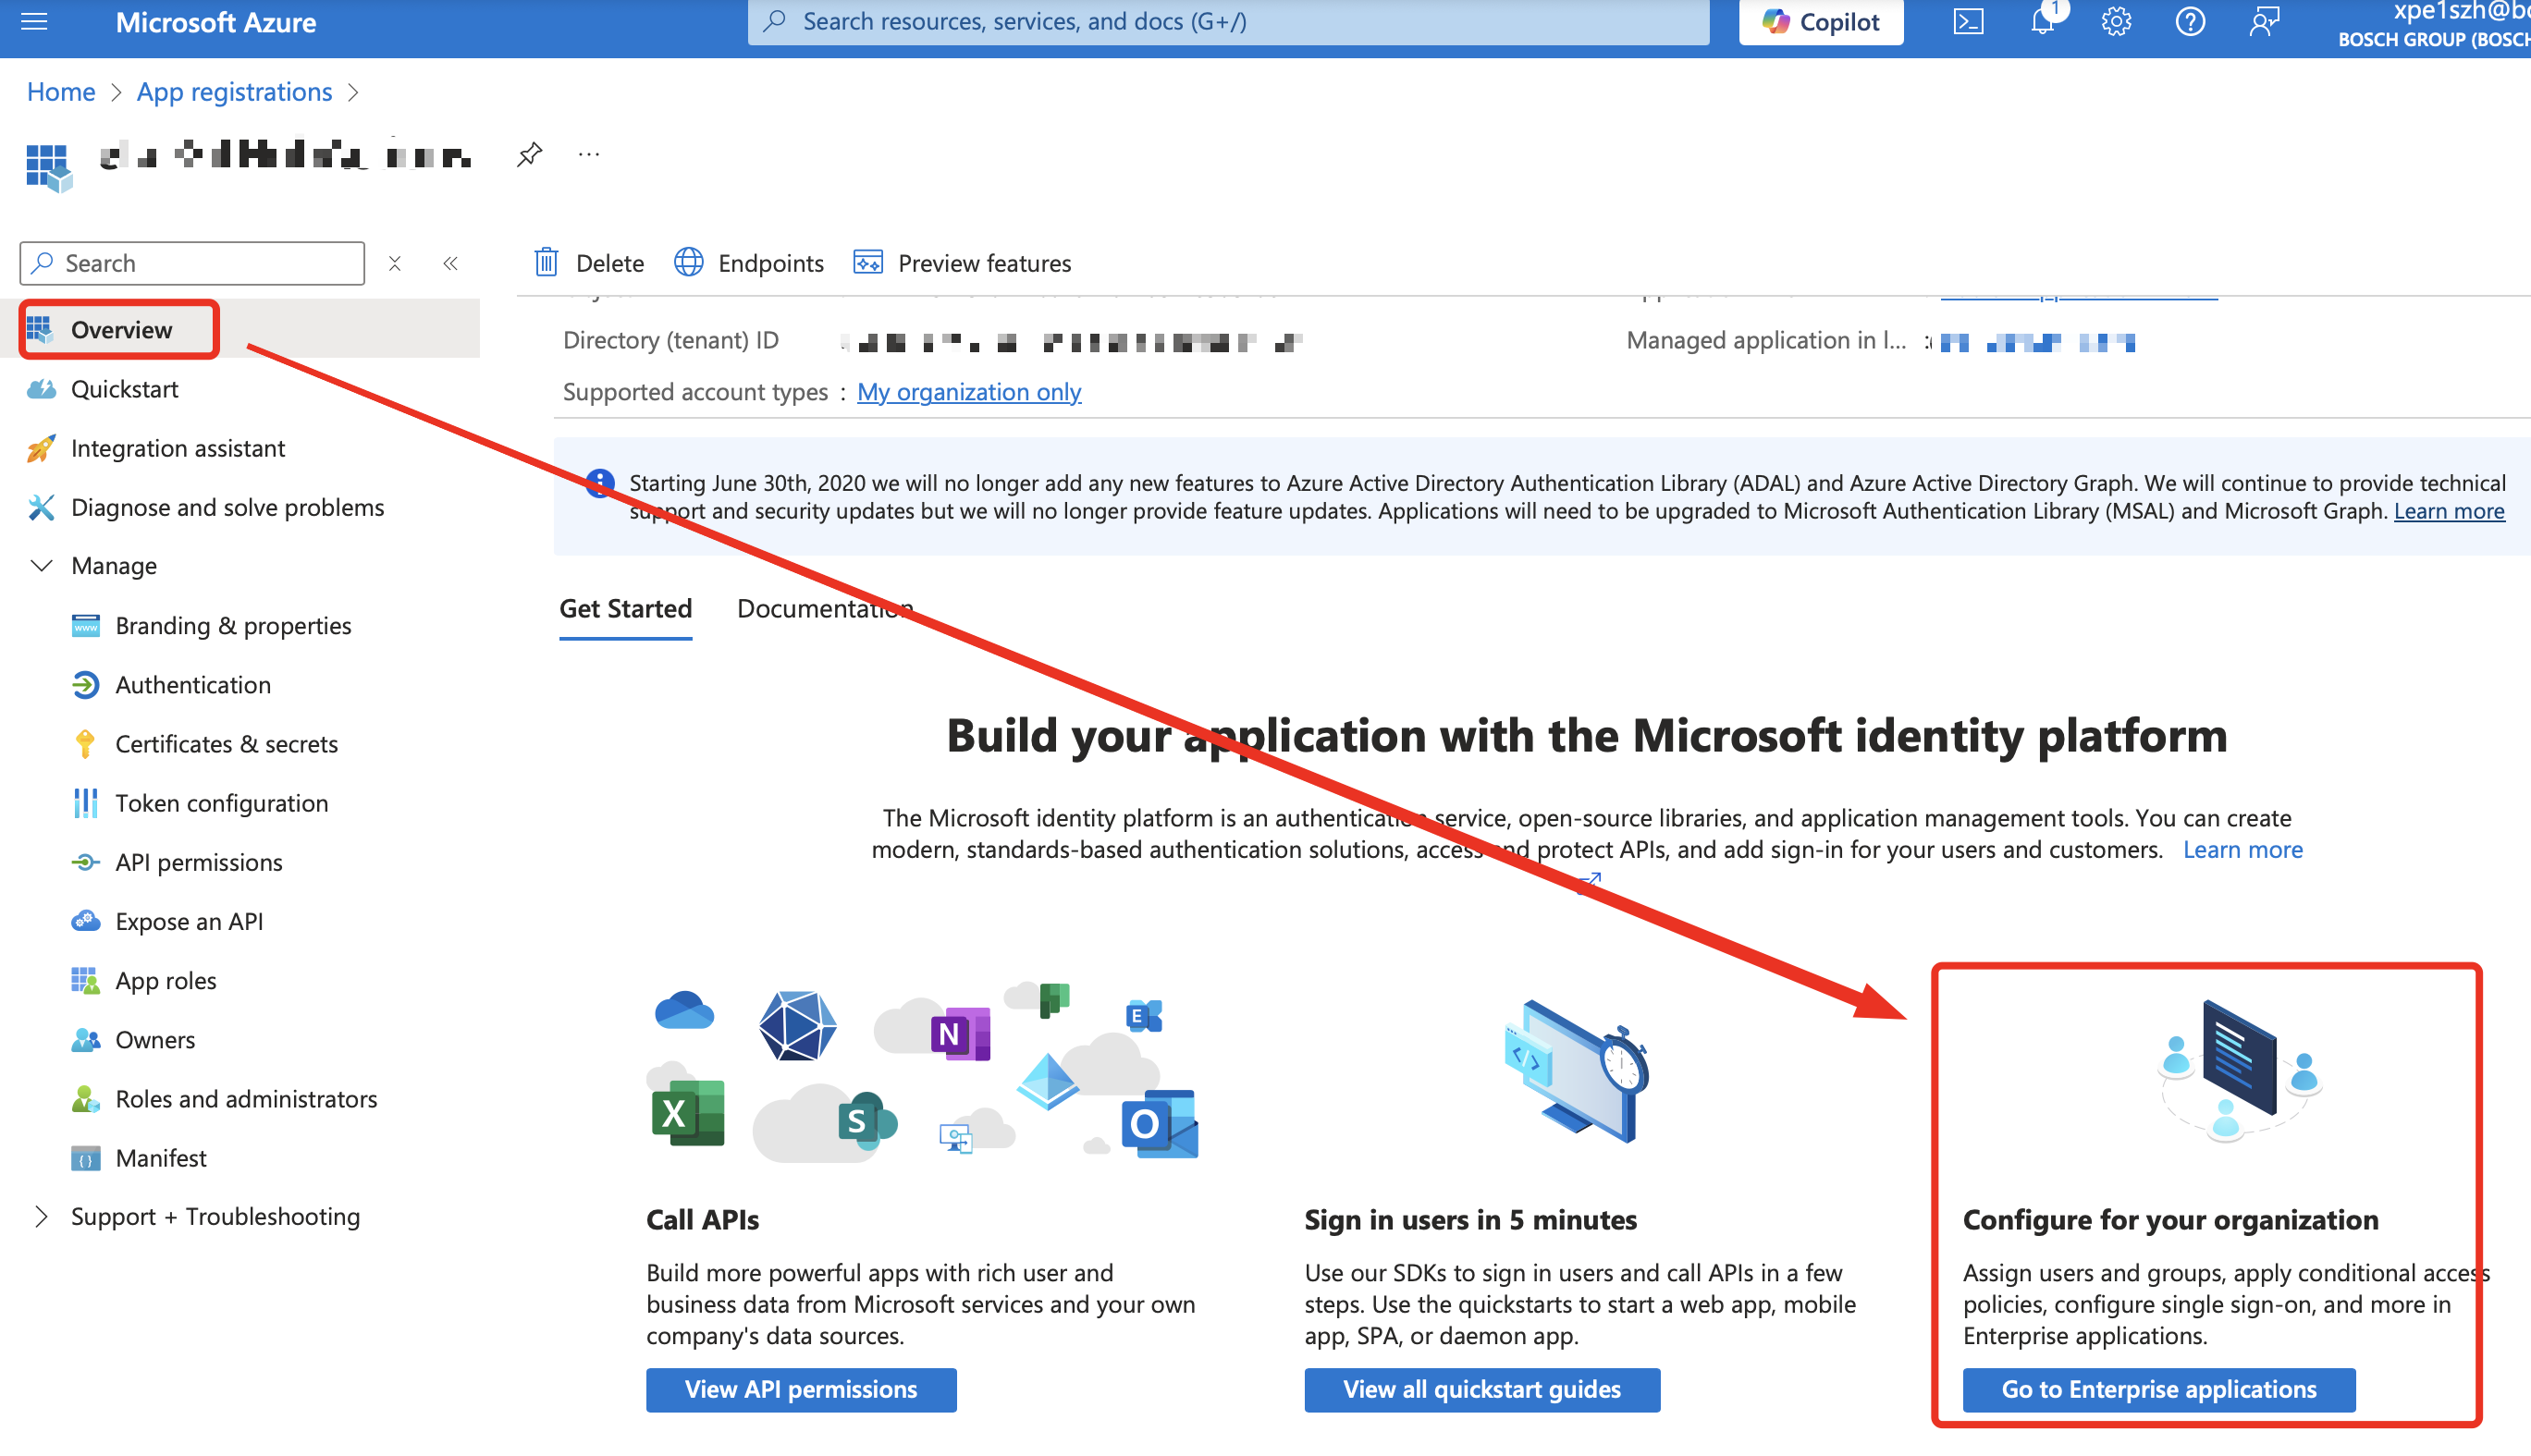 Microsoft Azure
Search resources, services, and docs (G+/)
Copilot
1
BOSCH GROUP (BOSCH
Home > App registrations >
Search
Delete
Endpoints
Preview features
Overview
Directory (tenant) ID
Managed application in l... :
Quickstart
Supported account types : My organization only
Integration assistant
Starting June 30th, 2020 we will no longer add any new features to Azure Active Directory Authentication Library (ADAL) and Azure Active Directory Graph. We will continue to provide technical
support and security updates but we will no longer provide feature updates. Applications will need to be upgraded to Microsoft Authentication Library (MSAL) and Microsoft Graph. Learn more
Diagnose and solve problems
Manage
Get Started
Documentation
Branding & properties
Authentication
Certificates & secrets
Token configuration
API permissions
Expose an API
App roles
Owners
Roles and administrators
Manifest
Support + Troubleshooting
Build your application with the Microsoft identity platform
The Microsoft identity platform is an authentication service, open-source libraries, and application management tools. You can create
modern, standards-based authentication solutions, access and protect APIs, and add sign-in for your users and customers. Learn more
N
E
X
S
O
Call APIs
Build more powerful apps with rich user and
business data from Microsoft services and your own
company's data sources.
View API permissions
Sign in users in 5 minutes
Use our SDKs to sign in users and call APIs in a few
steps. Use the quickstarts to start a web app, mobile
app, SPA, or daemon app.
View all quickstart guides
Configure for your organization
Assign users and groups, apply conditional access
policies, configure single sign-on, and more in
Enterprise applications.
Go to Enterprise applications